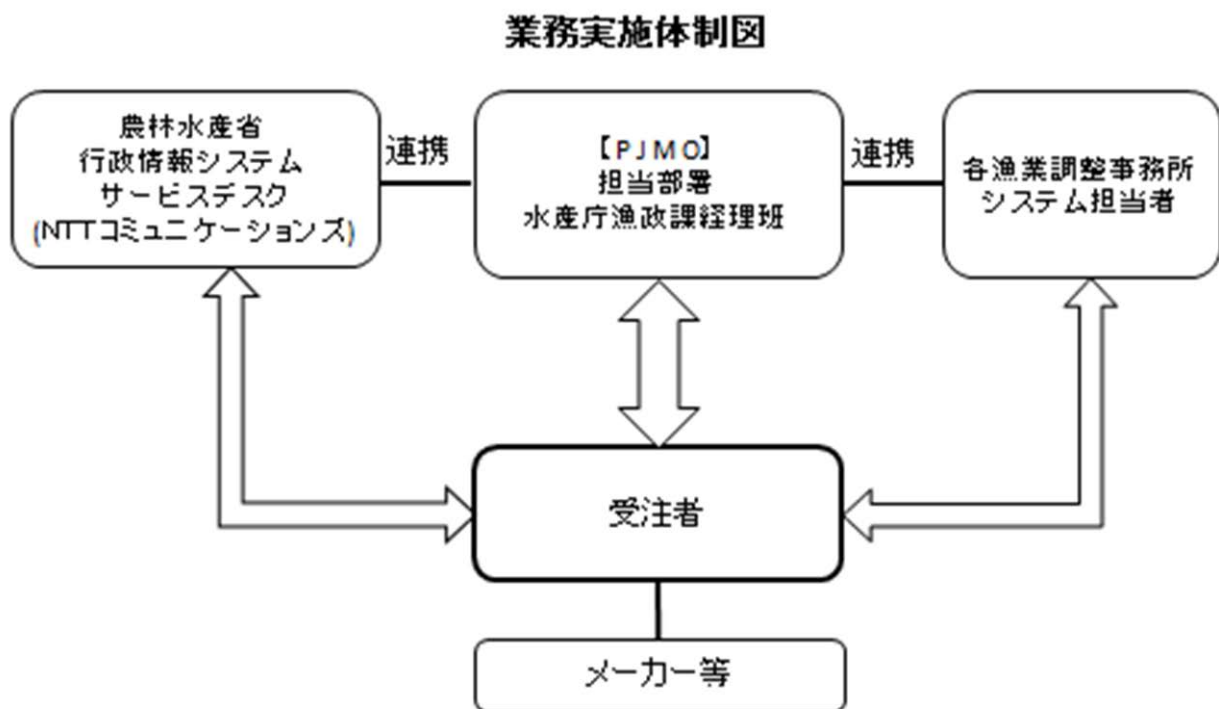 業務実施体制図
農林水産省
行政情報システム
サービスデスク
(NTTコミュニケーションズ)
連携
【PJMO】
担当部署
水産庁漁政課経理班
連携
各漁業調整事務所
システム担当者
受注者
メーカー等